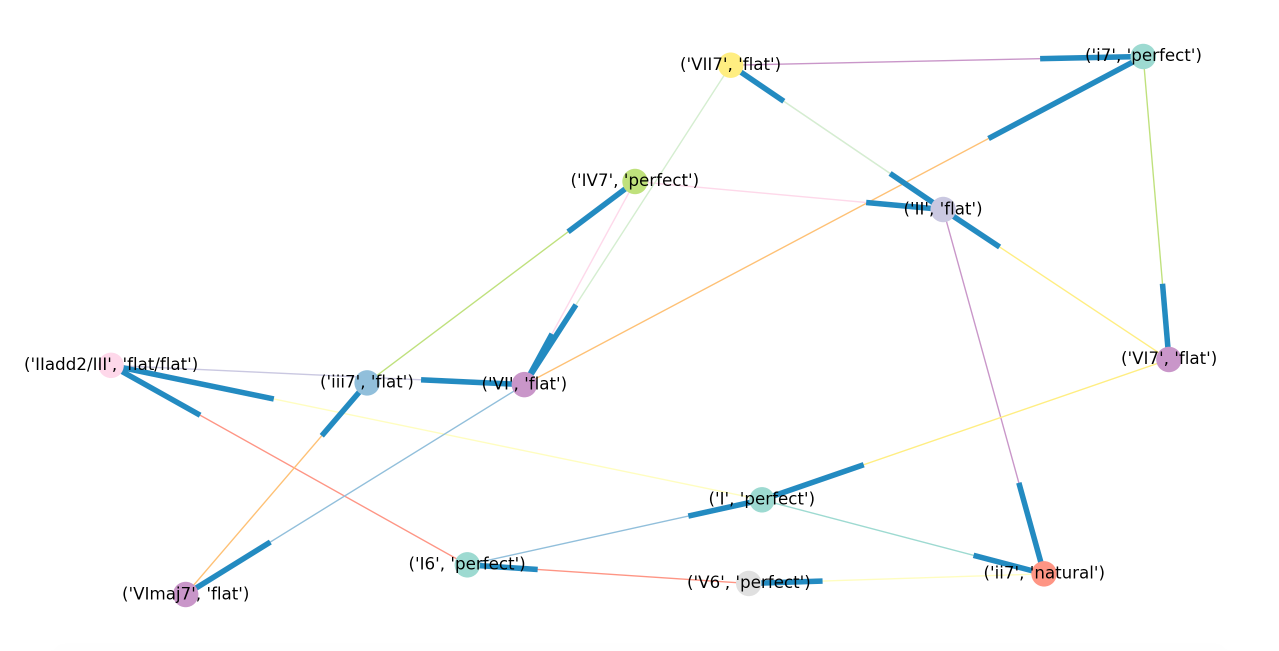 ('i7', 'perfect')
('VII7', 'flat')
('IV7', 'perfect')
('II', 'flat')
('VI7', 'flat')
('IIadd2/III', 'flat/flat')
('iii7', 'flat')
('VI', 'flat')
('I', 'perfect')
('I6', 'perfect')
('ii7', 'natural')
('V6', 'perfect')
('VImaj7', 'flat')